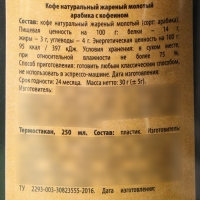 Кофе натуральный жареный молотый
арабика с кофеином
Состав: кофе натуральный жареный молотый (сорт: арабика)
Пищевая ценность на 100 г: белки – 14 г,
жиры – 3 г, углеводы – 4 г. Энергетическая ценность на 100 г:
95 ккал / 397 кДж. Условия хранения: в сухом месте,
при относительной влажности не более 75 %.
Способ приготовления: готовить любым классическим способом,
не использовать в эспрессо-машине. Дата изготовления:
Срок годности: 24 месяца. Масса нетто: 30 г (± 5г).
Изготовитель:
Термостакан, 250 мл. Состав: пластик. Изготовитель
ТУ 2293-003-30823555-2016. Дата изготовления: